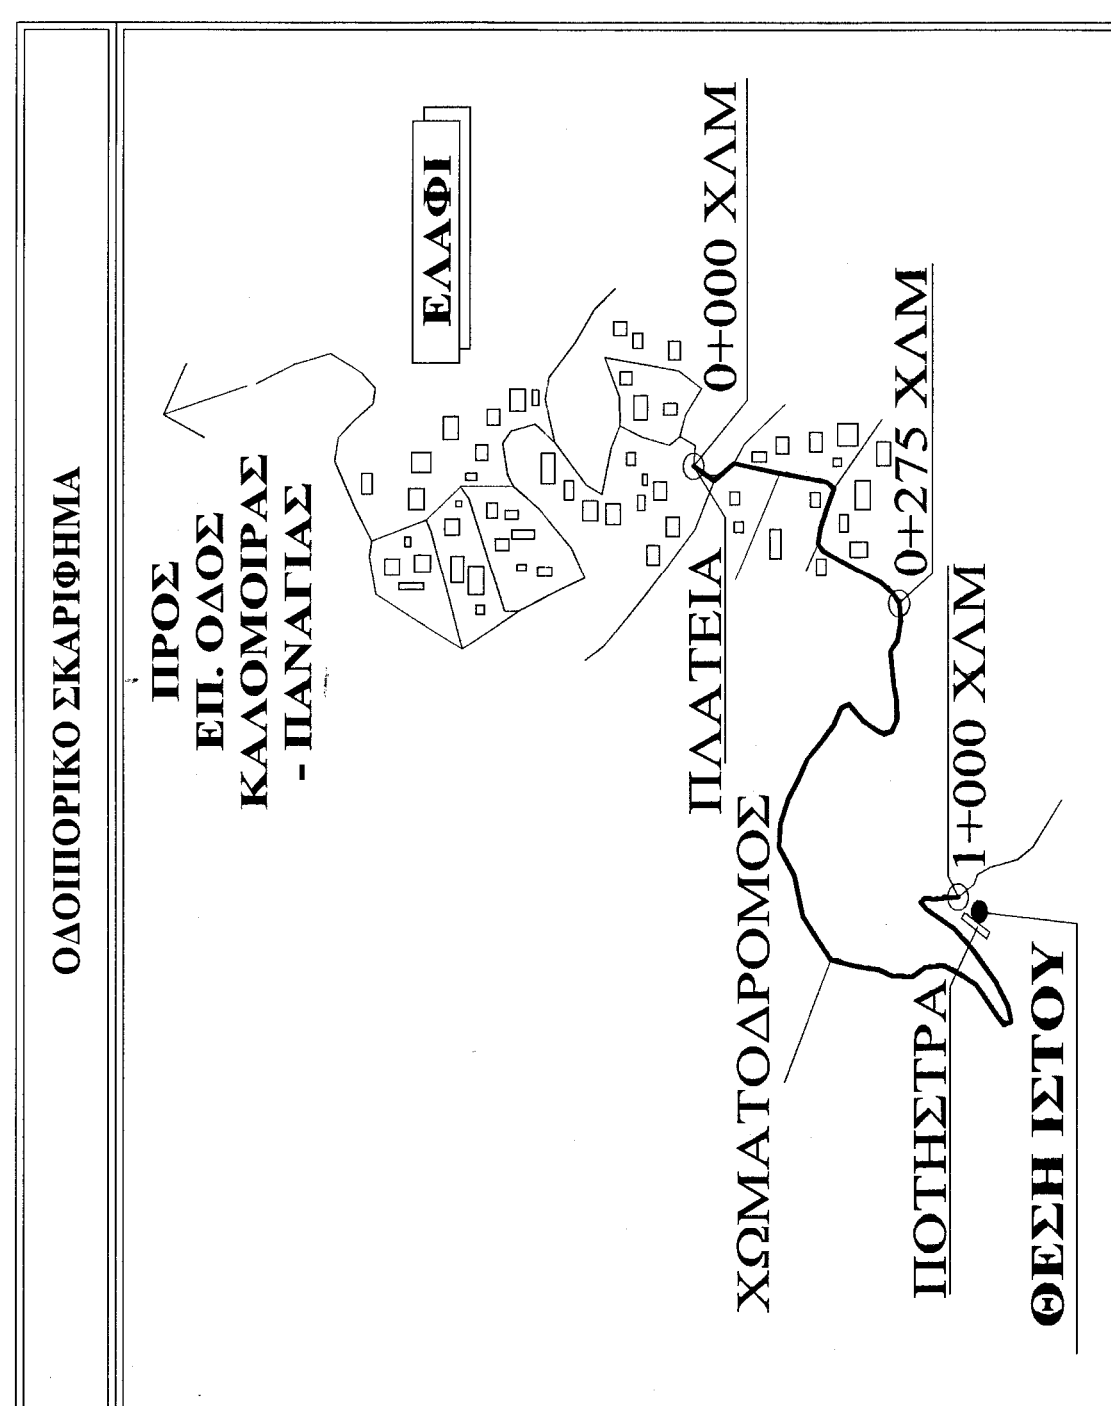 ΟΔΟΙΠΟΡΙΚΟ ΣΚΑΡΙΦΗΜΑ
ΠΡΟΣ
ΕΠ. ΟΔΟΣ
ΚΑΛΟΜΟΙΡΑΣ
- ΠΑΝΑΓΙΑΣ
ΕΛΑΦΙ
0+000 ΧΛΜ
ΠΛΑΤΕΙΑ
0+275 ΧΛΜ
ΧΩΜΑΤΟΔΡΟΜΟΣ
1+000 ΧΛΜ
ΠΟΤΗΣΤΡΑ
ΘΕΣΗ ΙΣΤΟΥ